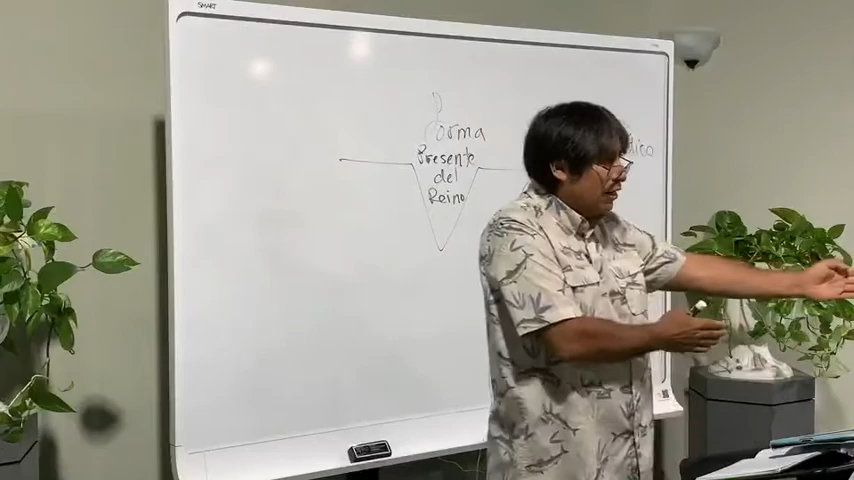 SMART
Forma
Presente
del
Reino